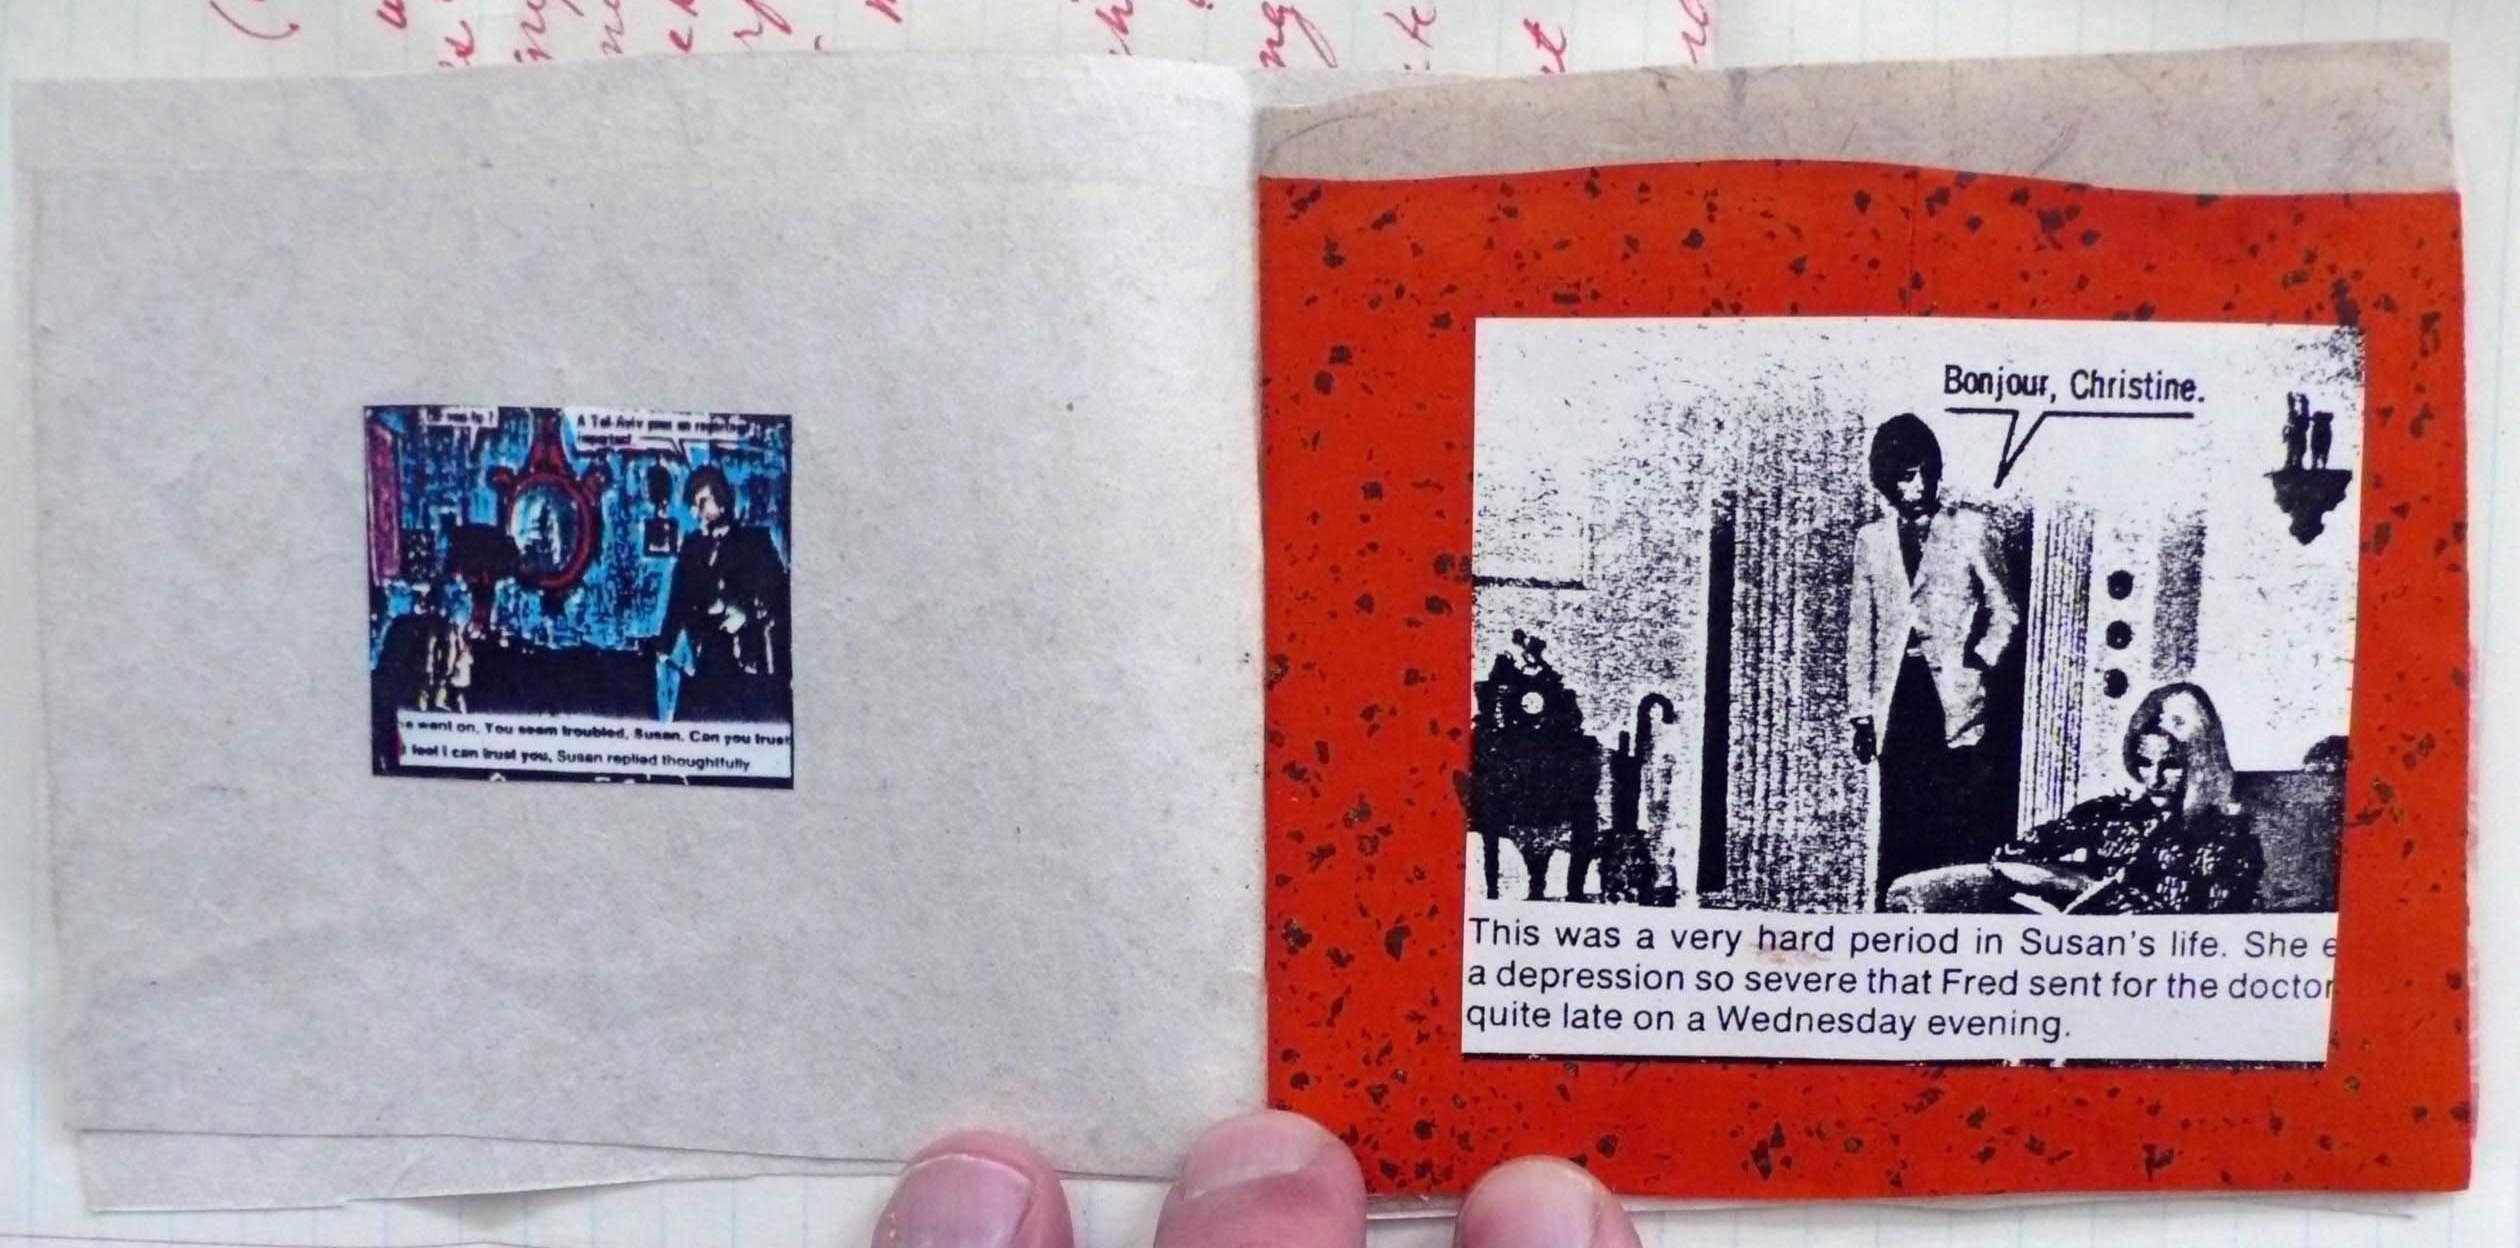 A Tel-Aviv pour un reportage
important
e went on, You seem troubled, Susan. Can you trust
I feel I can trust you, Susan replied thoughtfully
Bonjour, Christine.
This was a very hard period in Susan's life. She e
a depression so severe that Fred sent for the doctor
quite late on a Wednesday evening.